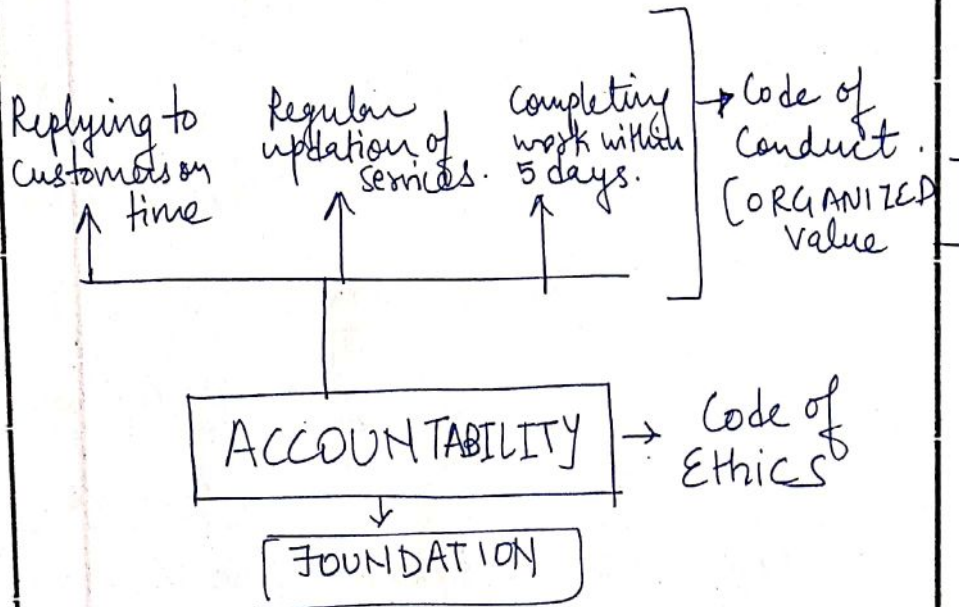 Replying to
customers on
time
Regular
updation of
services.
Completing
work within
5 days.
Code of
Conduct.
(ORGANIZED
Value
ACCOUNTABILITY
Code of
Ethics
FOUNDATION